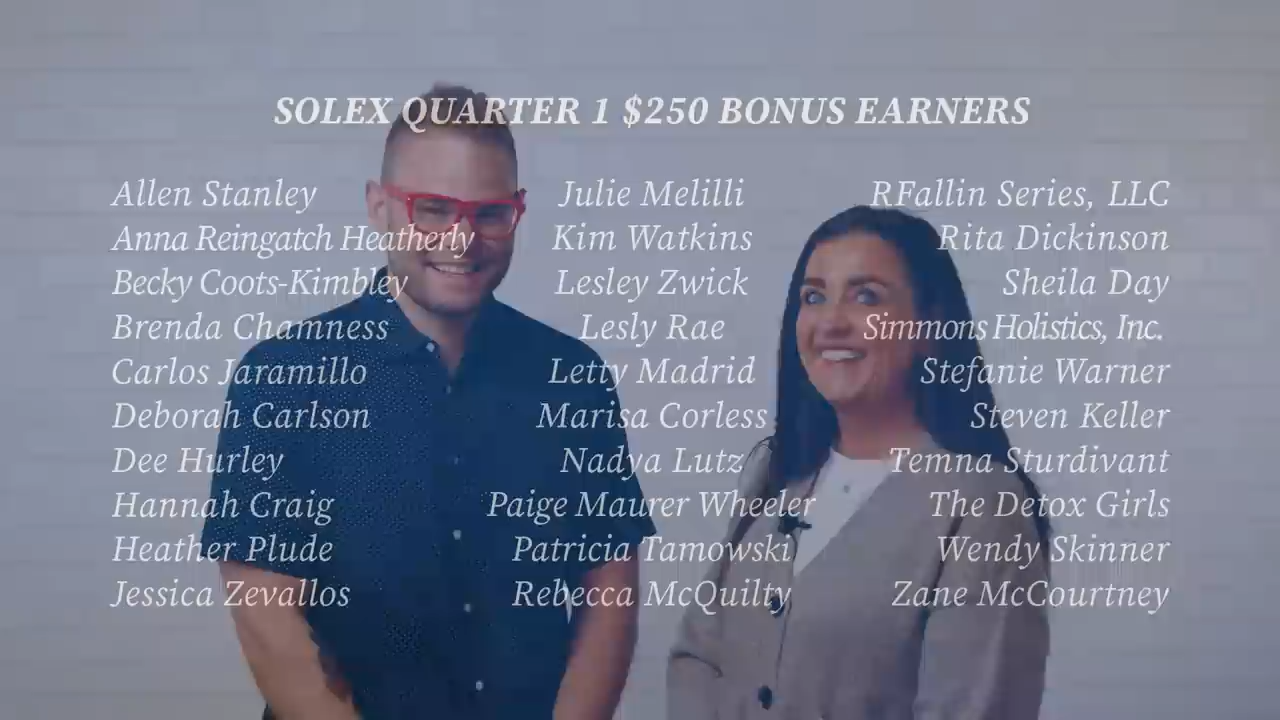 SOLEX QUARTER 1 $250 BONUS EARNERS
Allen Stanley
Anna Reingatch Heatherly
Becky Coots-Kimbley
Brenda Chamness
Carlos Jaramillo
Deborah Carlson
Dee Hurley
Hannah Craig
Heather Plude
Jessica Zevallos
Julie Melilli
Kim Watkins
Lesley Zwick
Lesly Rae
Letty Madrid
Marisa Corless
Nadya Lutz
Paige Maurer Wheeler
Patricia Tamowski
Rebecca McQuilty
RFallin Series, LLC
Rita Dickinson
Sheila Day
Simmons Holistics, Inc.
Stefanie Warner
Steven Keller
Temna Sturdivant
The Detox Girls
Wendy Skinner
Zane McCourtney